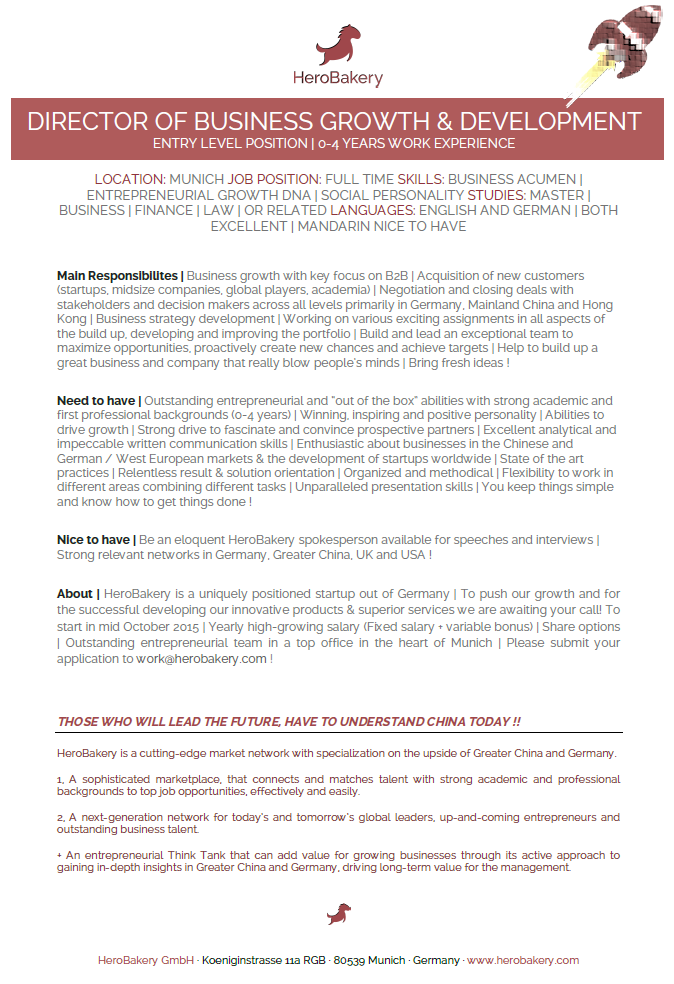 HeroBakery
DIRECTOR OF BUSINESS GROWTH & DEVELOPMENT
ENTRY LEVEL POSITION | 0-4 YEARS WORK EXPERIENCE
LOCATION: MUNICH JOB POSITION: FULL TIME SKILLS: BUSINESS ACUMEN |
ENTREPRENEURIAL GROWTH DNA | SOCIAL PERSONALITY STUDIES: MASTER |
BUSINESS | FINANCE | LAW | OR RELATED LANGUAGES: ENGLISH AND GERMAN | BOTH
EXCELLENT | MANDARIN NICE TO HAVE
Main Responsibilites | Business growth with key focus on B2B | Acquisition of new customers
(startups, midsize companies, global players, academia) | Negotiation and closing deals with
stakeholders and decision makers across all levels primarily in Germany, Mainland China and Hong
Kong | Business strategy development | Working on various exciting assignments in all aspects of
the build up, developing and improving the portfolio | Build and lead an exceptional team to
maximize opportunities, proactively create new chances and achieve targets | Help to build up a
great business and company that really blow people's minds | Bring fresh ideas !
Need to have | Outstanding entrepreneurial and "out of the box" abilities with strong academic and
first professional backgrounds (0-4 years) | Winning, inspiring and positive personality | Abilities to
drive growth | Strong drive to fascinate and convince prospective partners | Excellent analytical and
impeccable written communication skills | Enthusiastic about businesses in the Chinese and
German / West European markets & the development of startups worldwide | State of the art
practices | Relentless result & solution orientation | Organized and methodical | Flexibility to work in
different areas combining different tasks | Unparalleled presentation skills | You keep things simple
and know how to get things done !
Nice to have | Be an eloquent HeroBakery spokesperson available for speeches and interviews |
Strong relevant networks in Germany, Greater China, UK and USA !
About | HeroBakery is a uniquely positioned startup out of Germany | To push our growth and for
the successful developing our innovative products & superior services we are awaiting your call! To
start in mid October 2015 | Yearly high-growing salary (Fixed salary + variable bonus) | Share options
| Outstanding entrepreneurial team in a top office in the heart of Munich | Please submit your
application to work@herobakery.com !
THOSE WHO WILL LEAD THE FUTURE, HAVE TO UNDERSTAND CHINA TODAY !!
HeroBakery is a cutting-edge market network with specialization on the upside of Greater China and Germany.
1, A sophisticated marketplace, that connects and matches talent with strong academic and professional
backgrounds to top job opportunities, effectively and easily.
2, A next-generation network for today's and tomorrow's global leaders, up-and-coming entrepreneurs and
outstanding business talent.
+ An entrepreneurial Think Tank that can add value for growing businesses through its active approach to
gaining in-depth insights in Greater China and Germany, driving long-term value for the management.
HeroBakery GmbH · Koeniginstrasse 11a RGB · 80539 Munich · Germany · www.herobakery.com